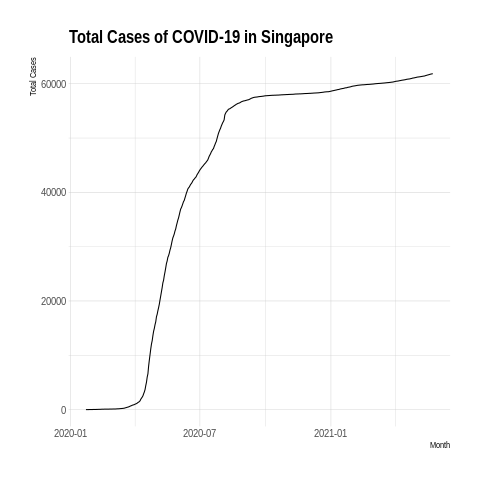 Total Cases of COVID-19 in Singapore
Total Cases
60000
40000
20000
0
2020-01 2020-07 2021-01
Month